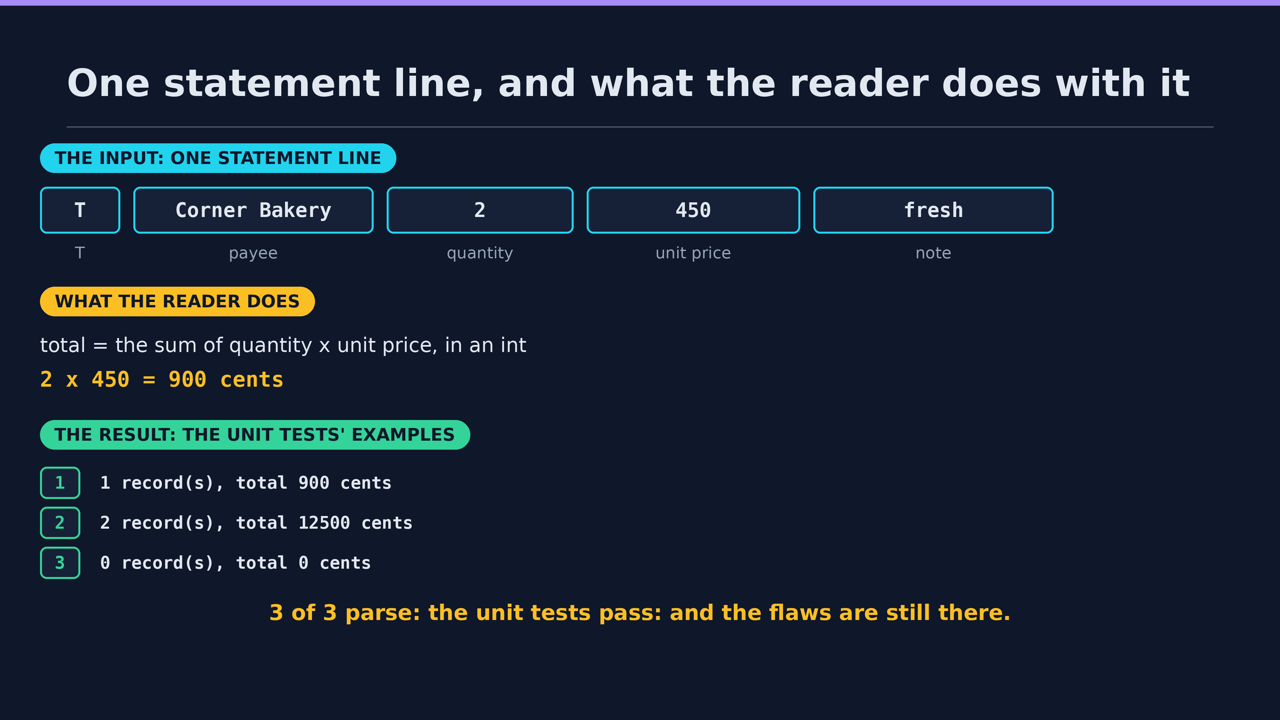 One statement line, and what the reader does with it
THE INPUT: ONE STATEMENT LINE
T Corner Bakery 2 450 fresh
T payee quantity unit price note
WHAT THE READER DOES
total = the sum of quantity x unit price, in an int
2 x 450 = 900 cents
THE RESULT: THE UNIT TESTS' EXAMPLES
1 1 record(s), total 900 cents
2 2 record(s), total 12500 cents
3 0 record(s), total 0 cents
3 of 3 parse: the unit tests pass: and the flaws are still there.